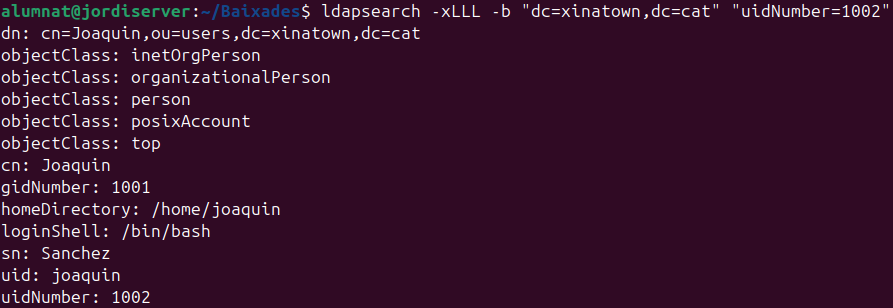 alumnat@jordiserver:~/Baixades$ ldapsearch -xLLL -b "dc=xinatown,dc=cat" "uidNumber=1002"
dn: cn=Joaquin,ou=users,dc=xinatown,dc=cat
objectClass: inetOrgPerson
objectClass: organizationalPerson
objectClass: person
objectClass: posixAccount
objectClass: top
cn: Joaquin
gidNumber: 1001
homeDirectory: /home/joaquin
loginShell: /bin/bash
sn: Sanchez
uid: joaquin
uidNumber: 1002